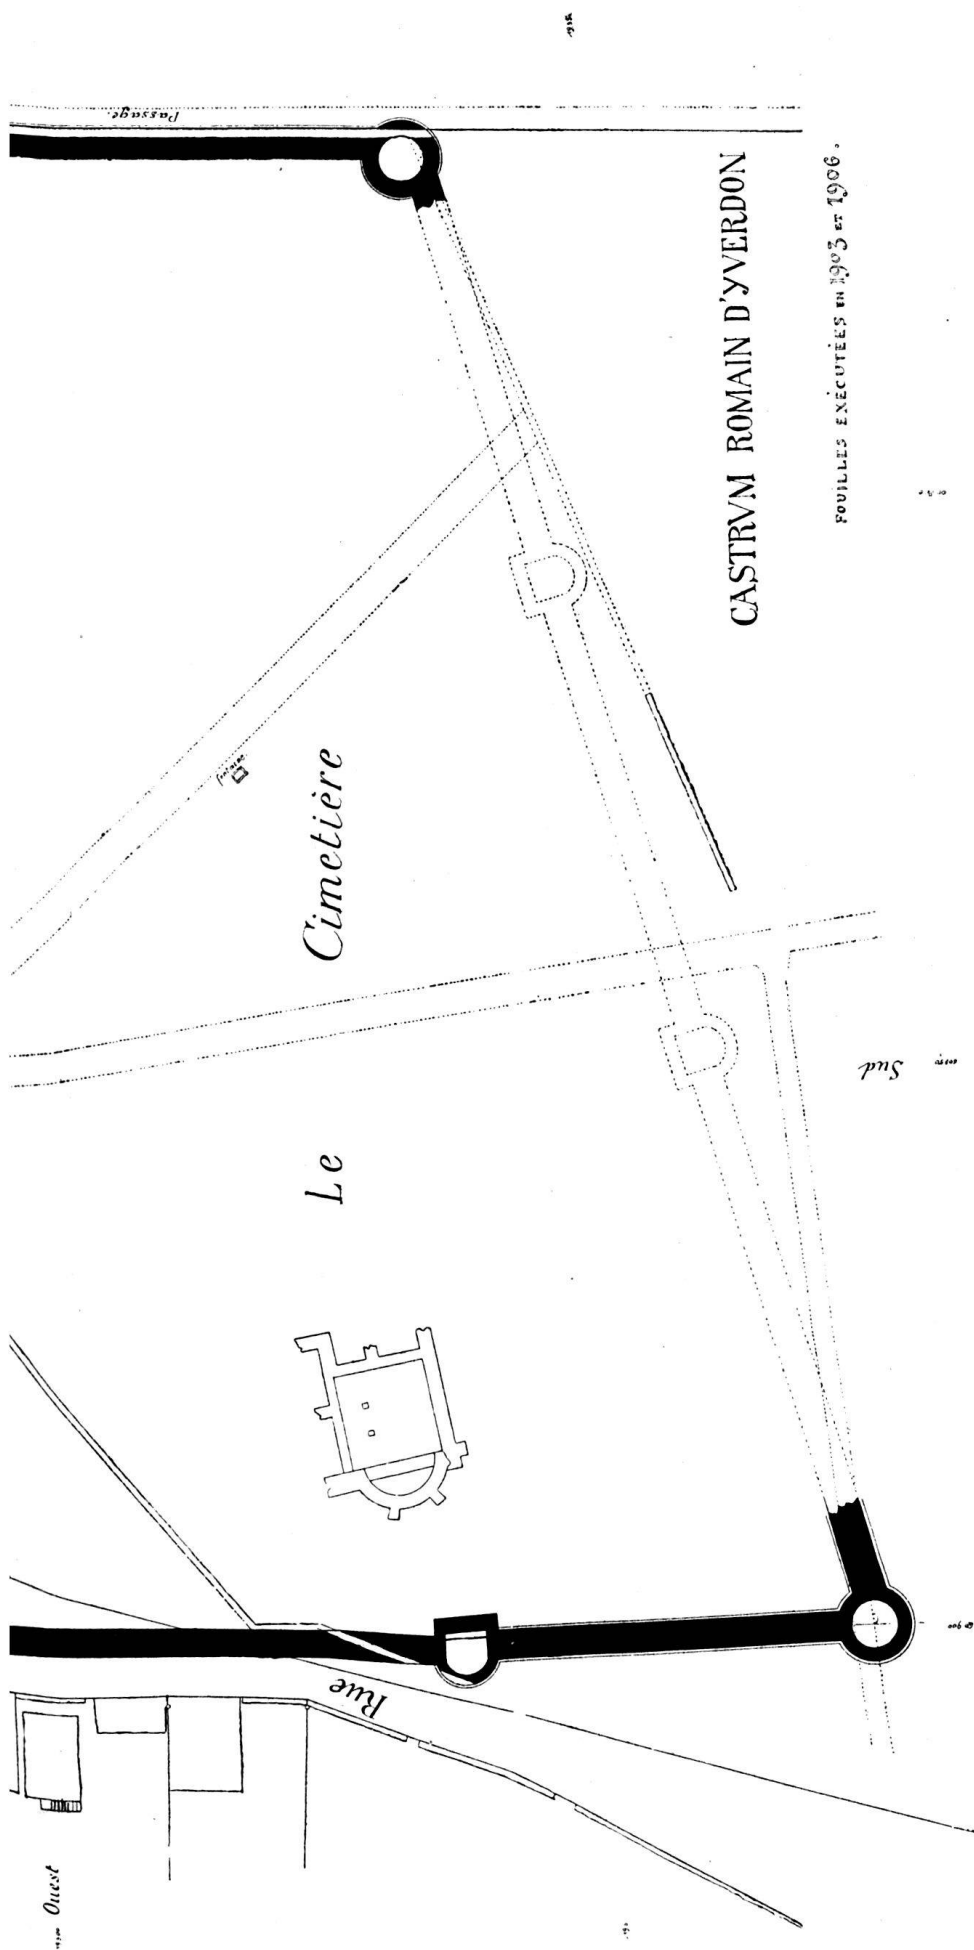 Passage.
CASTRVM ROMAIN D'YVERDON
FOUILLES EXÉCUTÉES EN 1903 ET 1906.
Le Cimetière
Sud
Rue
Ouest